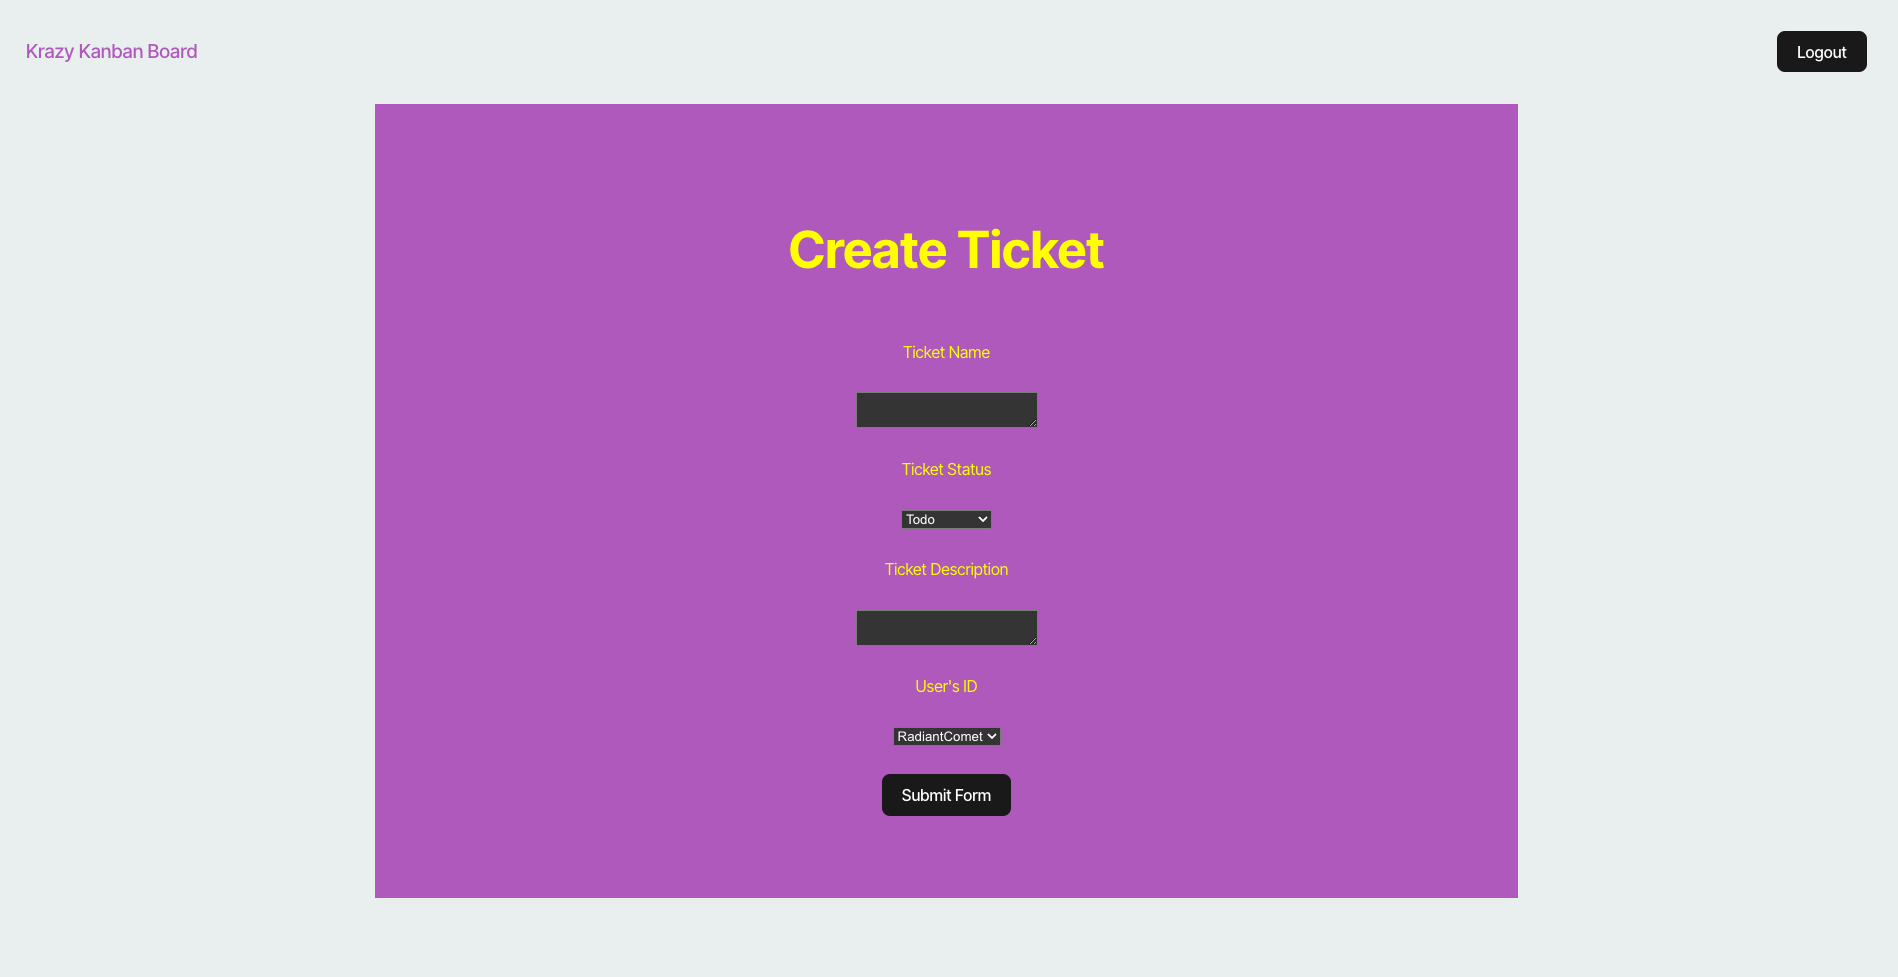 Krazy Kanban Board
Logout
Create Ticket
Ticket Name
Ticket Status
Todo
Ticket Description
User's ID
RadiantComet
Submit Form